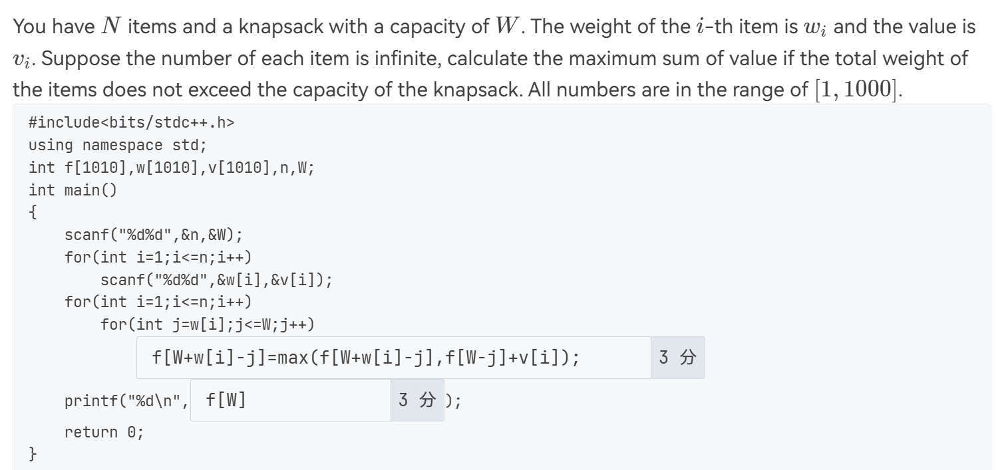 You have N items and a knapsack with a capacity of W. The weight of the i-th item is wᵢ and the value is
vᵢ. Suppose the number of each item is infinite, calculate the maximum sum of value if the total weight of
the items does not exceed the capacity of the knapsack. All numbers are in the range of [1, 1000].
#include<bits/stdc++.h>
using namespace std;
int f[1010],w[1010],v[1010],n,W;
int main()
{
    scanf("%d%d",&n,&W);
    for(int i=1;i<=n;i++)
        scanf("%d%d",&w[i],&v[i]);
    for(int i=1;i<=n;i++)
        for(int j=w[i];j<=W;j++)
            f[W+w[i]-j]=max(f[W+w[i]-j],f[W-j]+v[i]); 3 分
    printf("%d\n", f[W] 3 分 );
    return 0;
}